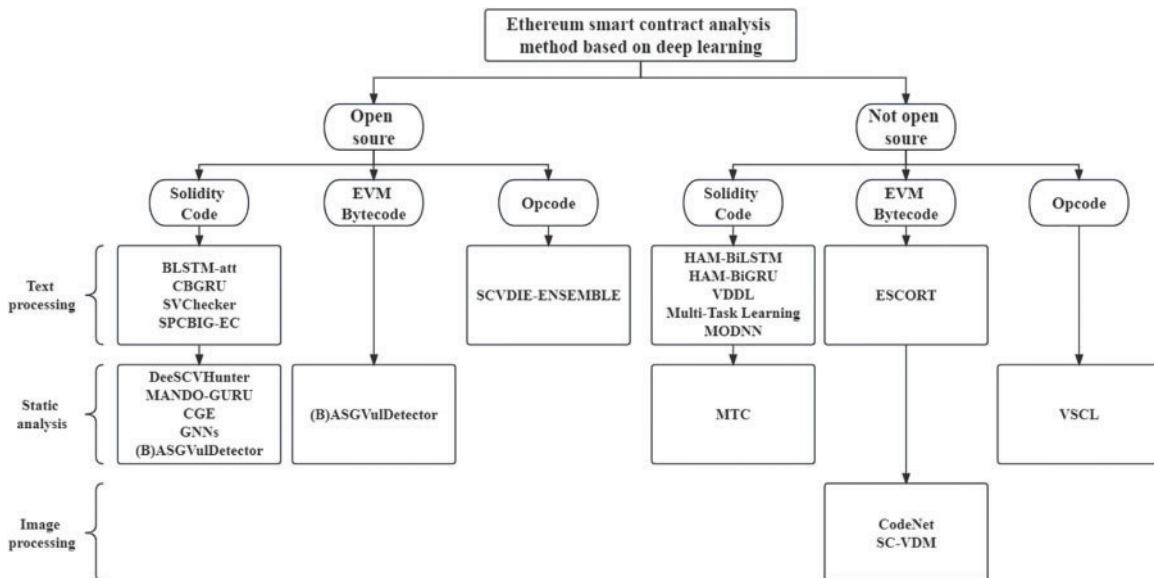 Ethereum smart contract analysis
method based on deep learning
Open
soure
Not open
soure
Solidity
Code
EVM
Bytecode
Opcode
Solidity
Code
EVM
Bytecode
Opcode
Text
processing
BLSTM-att
CBGRU
SVChecker
SPCBIG-EC
SCVDIE-ENSEMBLE
HAM-BiLSTM
HAM-BiGRU
VDDL
Multi-Task Learning
MODNN
ESCORT
Static
analysis
DeeSCVHunter
MANDO-GURU
CGE
GNNs
(B)ASGVulDetector
(B)ASGVulDetector
MTC
VSCL
Image
processing
CodeNet
SC-VDM